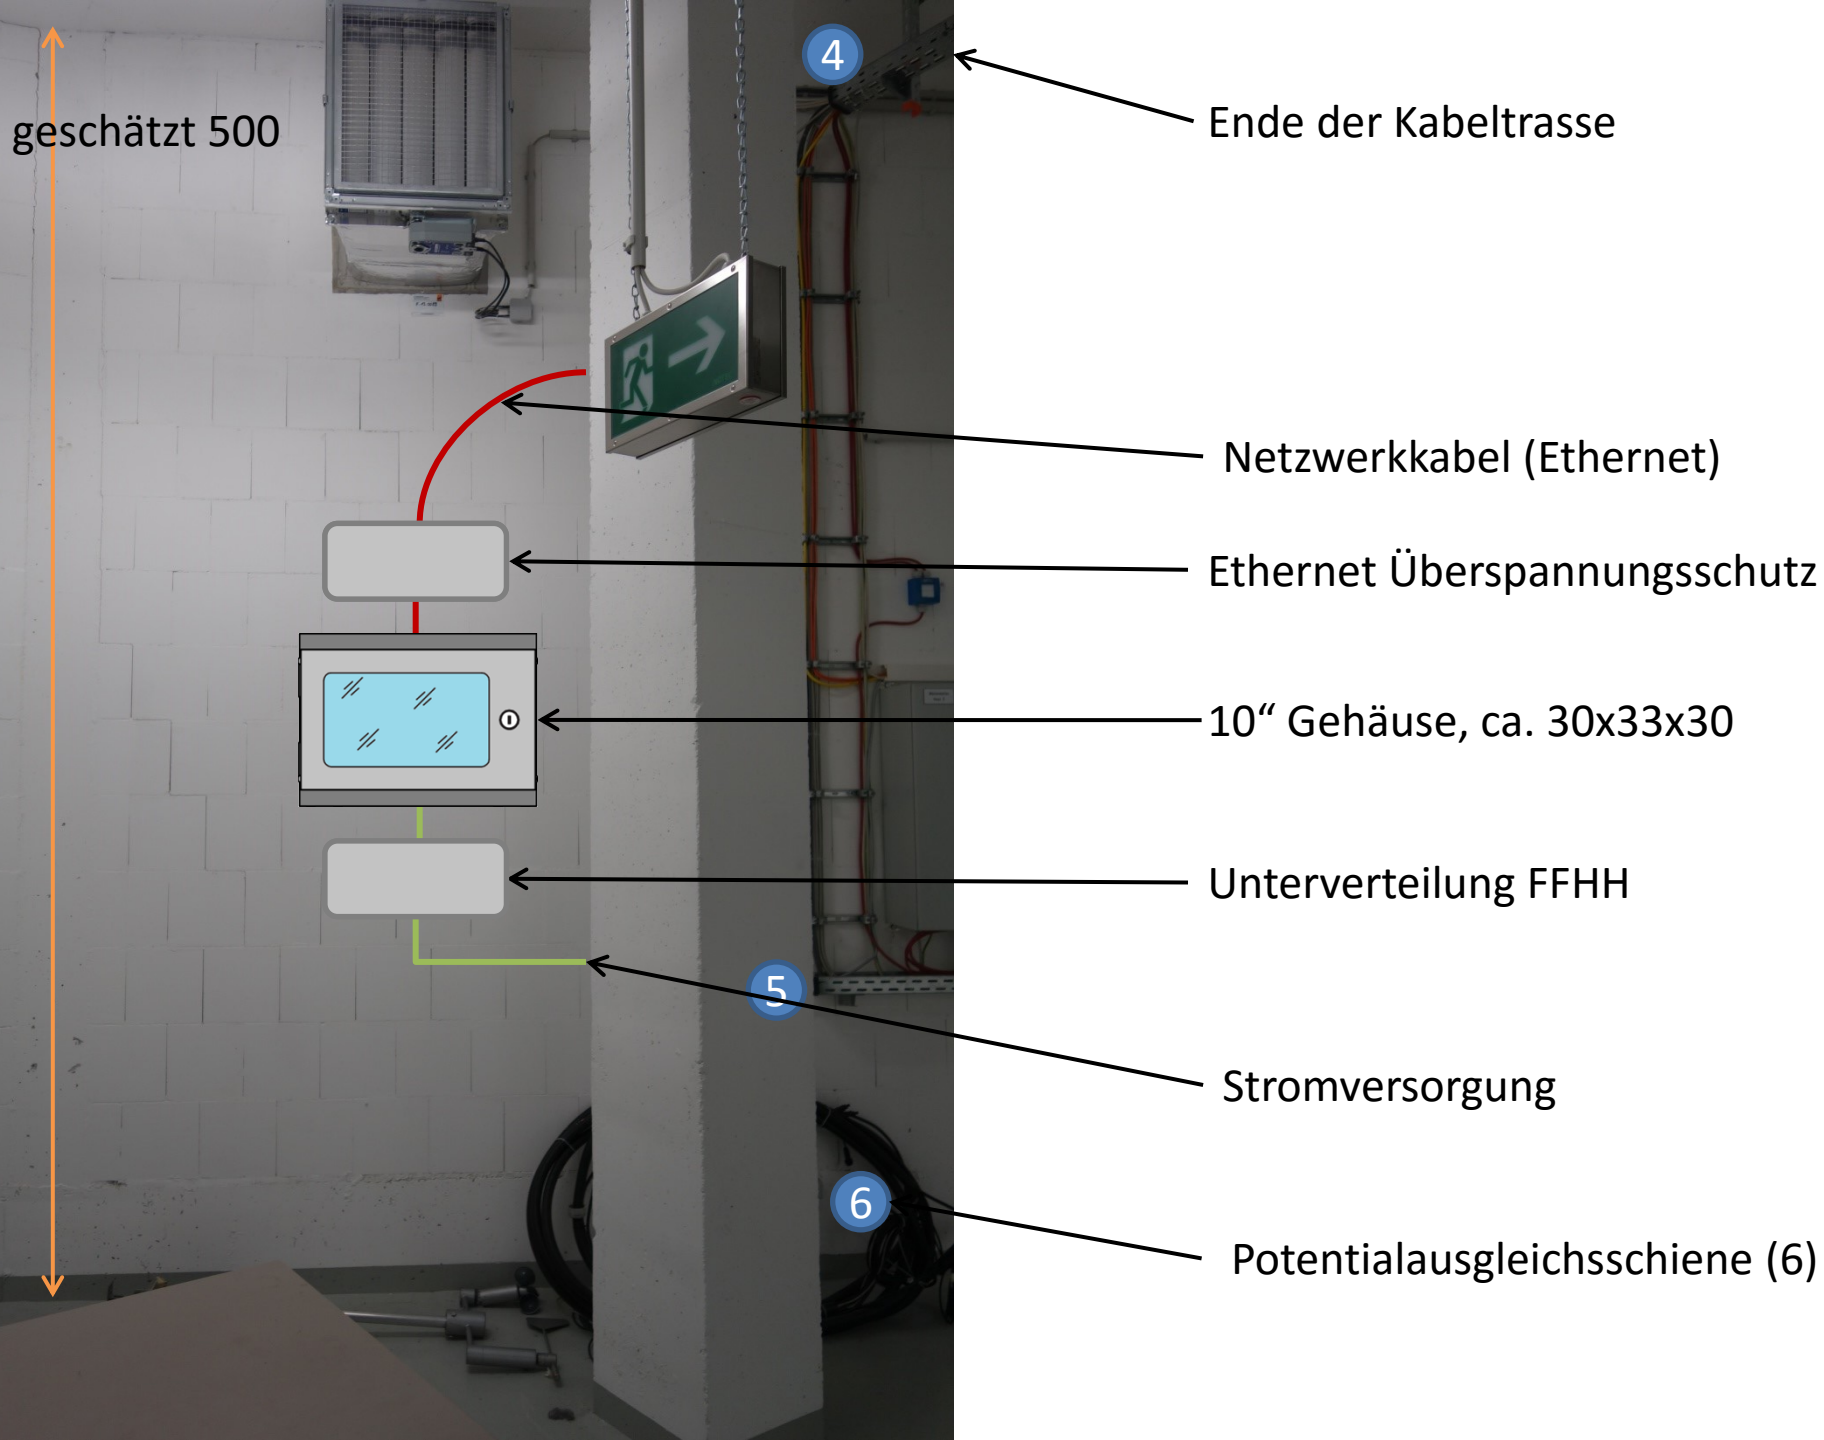 4
Ende der Kabeltrasse
geschätzt 500
Netzwerkkabel (Ethernet)
Ethernet Überspannungsschutz
10“ Gehäuse, ca. 30x33x30
Unterverteilung FFHH
5
Stromversorgung
6
Potentialausgleichsschiene (6)